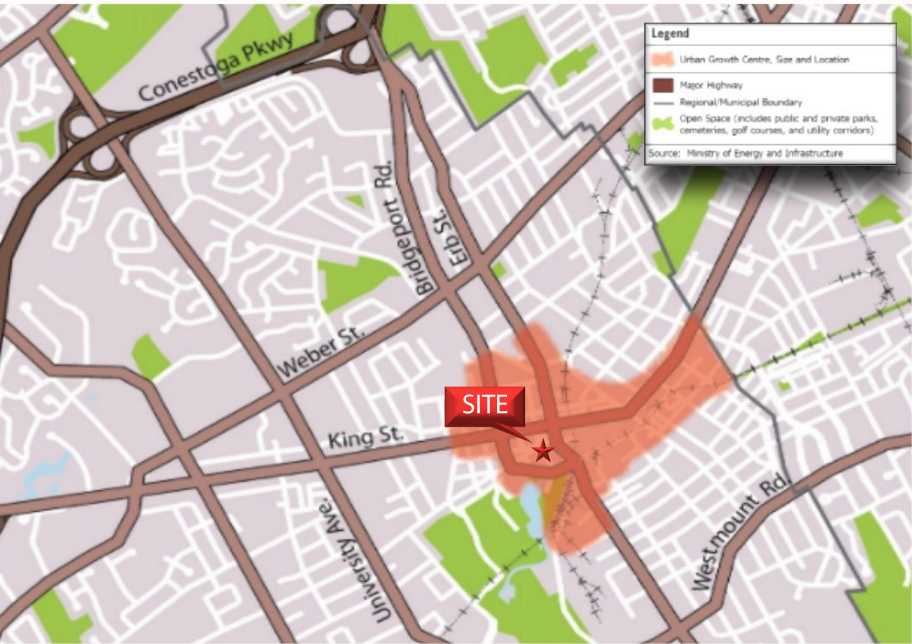 Conestoga Pkwy
Legend
Urban Growth Centre, Size and Location
Major Highway
Regional/Municipal Boundary
Open Space (includes public and private parks,
cemeteries, golf courses, and utility corridors)
Source: Ministry of Energy and Infrastructure
Bridgeport Rd.
Erb St.
Weber St.
SITE
King St.
University Ave.
Westmount Rd.